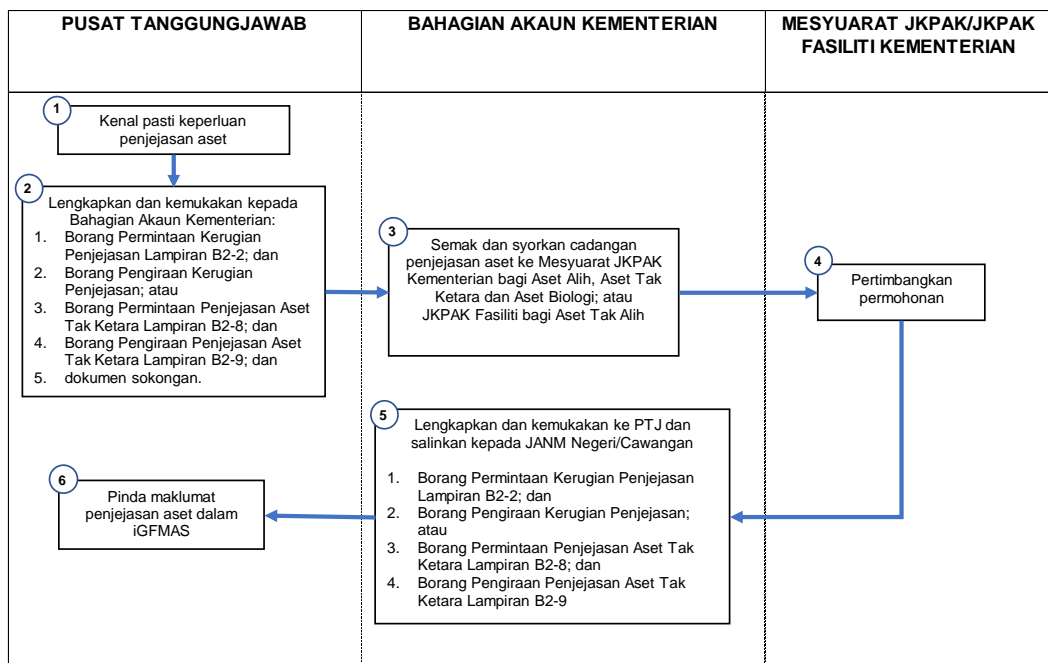 PUSAT TANGGUNGJAWAB
BAHAGIAN AKAUN KEMENTERIAN
MESYUARAT JKPAK/JKPAK
FASILITI KEMENTERIAN
1
Kenal pasti keperluan
penjejasan aset
2
Lengkapkan dan kemukakan kepada
Bahagian Akaun Kementerian:
1. Borang Permintaan Kerugian
Penjejasan Lampiran B2-2; dan
2. Borang Pengiraan Kerugian
Penjejasan; atau
3. Borang Permintaan Penjejasan Aset
Tak Ketara Lampiran B2-8; dan
4. Borang Pengiraan Penjejasan Aset
Tak Ketara Lampiran B2-9; dan
5. dokumen sokongan.
3
Semak dan syorkan cadangan
penjejasan aset ke Mesyuarat JKPAK
Kementerian bagi Aset Alih, Aset Tak
Ketara dan Aset Biologi; atau
JKPAK Fasiliti bagi Aset Tak Alih
4
Pertimbangkan
permohonan
5
Lengkapkan dan kemukakan ke PTJ dan
salinkan kepada JANM Negeri/Cawangan
1. Borang Permintaan Kerugian Penjejasan
Lampiran B2-2; dan
2. Borang Pengiraan Kerugian Penjejasan;
atau
3. Borang Permintaan Penjejasan Aset Tak
Ketara Lampiran B2-8; dan
4. Borang Pengiraan Penjejasan Aset Tak
Ketara Lampiran B2-9
6
Pinda maklumat
penjejasan aset dalam
iGFMAS